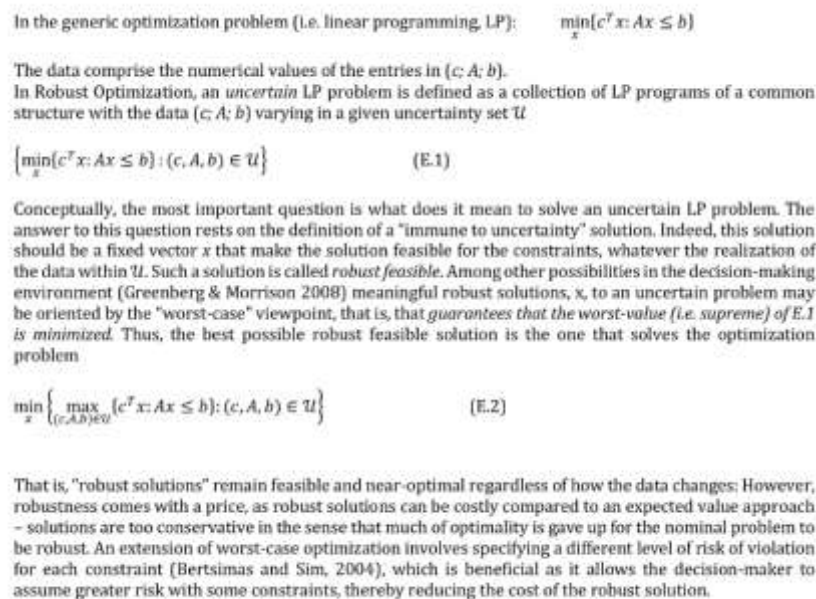 In the generic optimization problem (i.e. linear programming, LP): min{cᵀx: Ax ≤ b}
x
The data comprise the numerical values of the entries in (c; A; b).
In Robust Optimization, an uncertain LP problem is defined as a collection of LP programs of a common
structure with the data (c; A; b) varying in a given uncertainty set 𝒰
{min{cᵀx: Ax ≤ b} : (c, A, b) ∈ 𝒰} (E.1)
x
Conceptually, the most important question is what does it mean to solve an uncertain LP problem. The
answer to this question rests on the definition of a "immune to uncertainty" solution. Indeed, this solution
should be a fixed vector x that make the solution feasible for the constraints, whatever the realization of
the data within 𝒰. Such a solution is called robust feasible. Among other possibilities in the decision-making
environment (Greenberg & Morrison 2008) meaningful robust solutions, x, to an uncertain problem may
be oriented by the "worst-case" viewpoint, that is, that guarantees that the worst-value (i.e. supreme) of E.1
is minimized. Thus, the best possible robust feasible solution is the one that solves the optimization
problem
min { max {cᵀx: Ax ≤ b}: (c, A, b) ∈ 𝒰} (E.2)
x (c,A,b)∈𝒰
That is, "robust solutions" remain feasible and near-optimal regardless of how the data changes: However,
robustness comes with a price, as robust solutions can be costly compared to an expected value approach
– solutions are too conservative in the sense that much of optimality is gave up for the nominal problem to
be robust. An extension of worst-case optimization involves specifying a different level of risk of violation
for each constraint (Bertsimas and Sim, 2004), which is beneficial as it allows the decision-maker to
assume greater risk with some constraints, thereby reducing the cost of the robust solution.